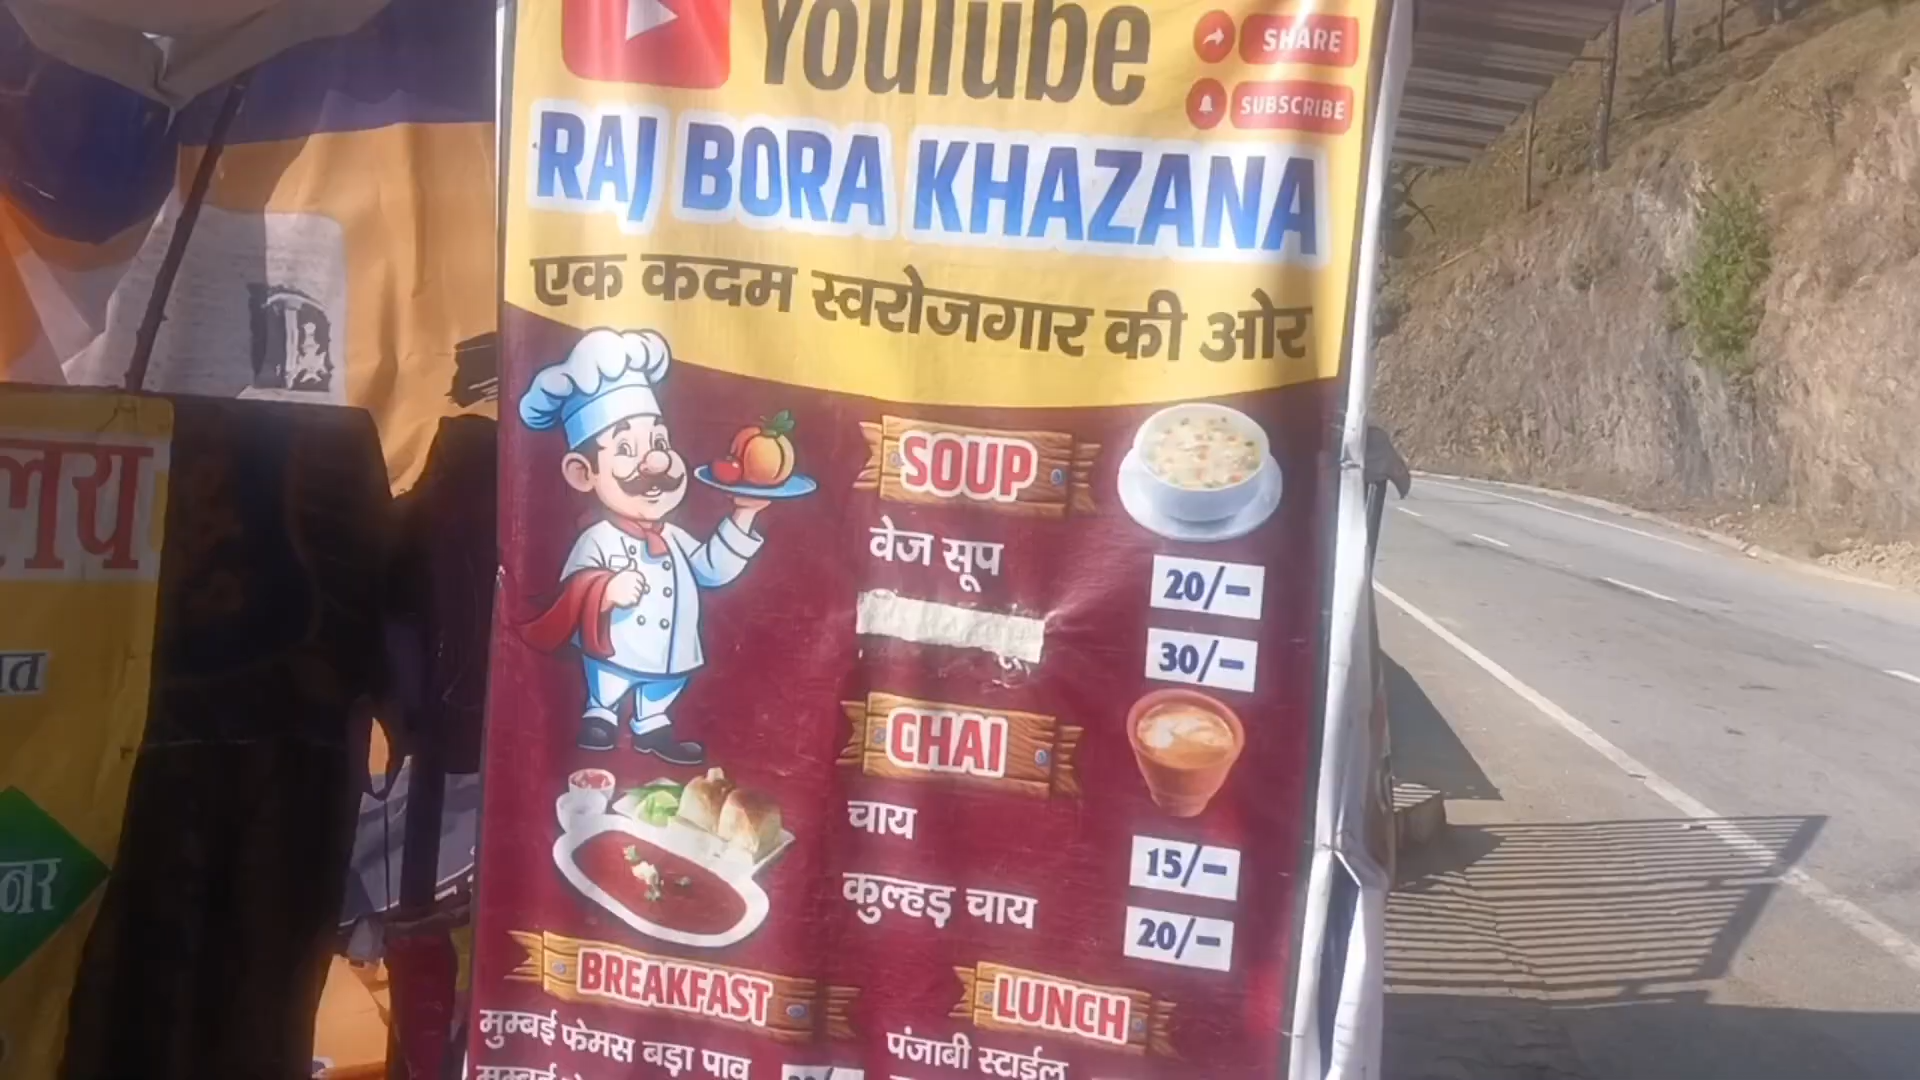 YouTube
SHARE
SUBSCRIBE
RAJ BORA KHAZANA
एक कदम स्वरोजगार की ओर
SOUP
वेज सूप 20/-
30/-
CHAI
चाय 15/-
कुल्हड़ चाय 20/-
BREAKFAST
मुम्बई फेमस बड़ा पाव
LUNCH
पंजाबी स्टाईल